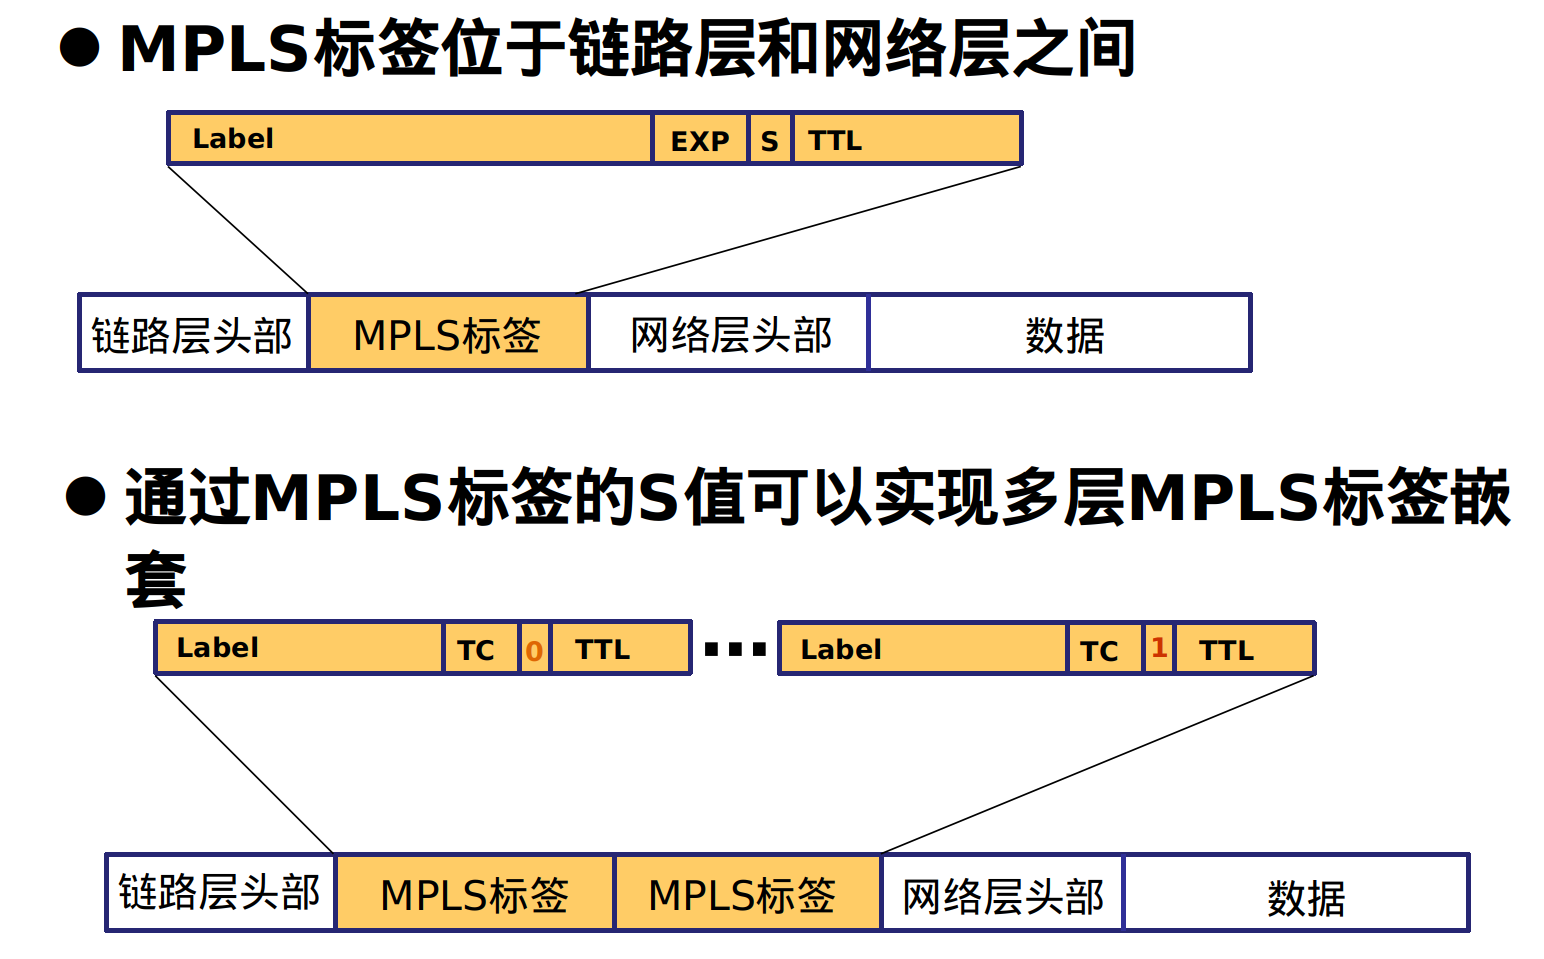 ● MPLS标签位于链路层和网络层之间
Label EXP S TTL
链路层头部 MPLS标签 网络层头部 数据
● 通过MPLS标签的S值可以实现多层MPLS标签嵌
套
Label TC 0 TTL … Label TC 1 TTL
链路层头部 MPLS标签 MPLS标签 网络层头部 数据